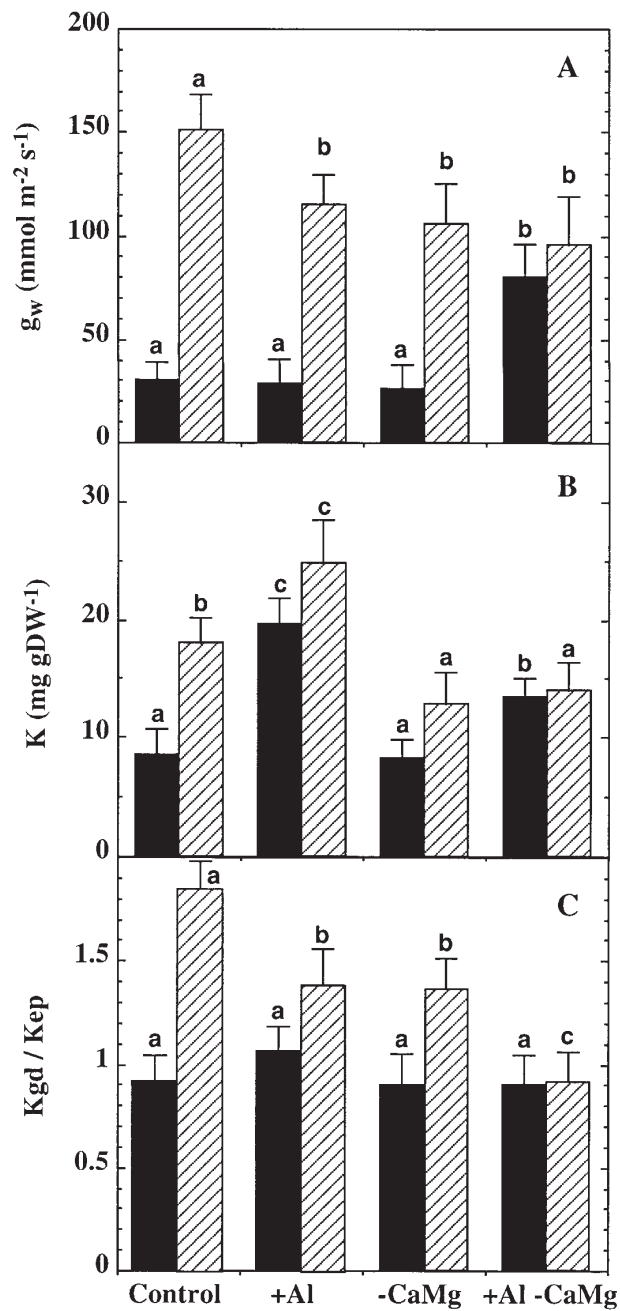 200
A
a
150
b
b
b
100
b
50
a
a
a
0
g_w (mmol m-2 s-1)
B
30
c
c
b
20
a
b
a
a
a
10
0
K (mg gDW-1)
C
a
b
b
1.5
a
a
a
a
c
1
0.5
0
Kgd / Kep
Control +Al -CaMg +Al -CaMg